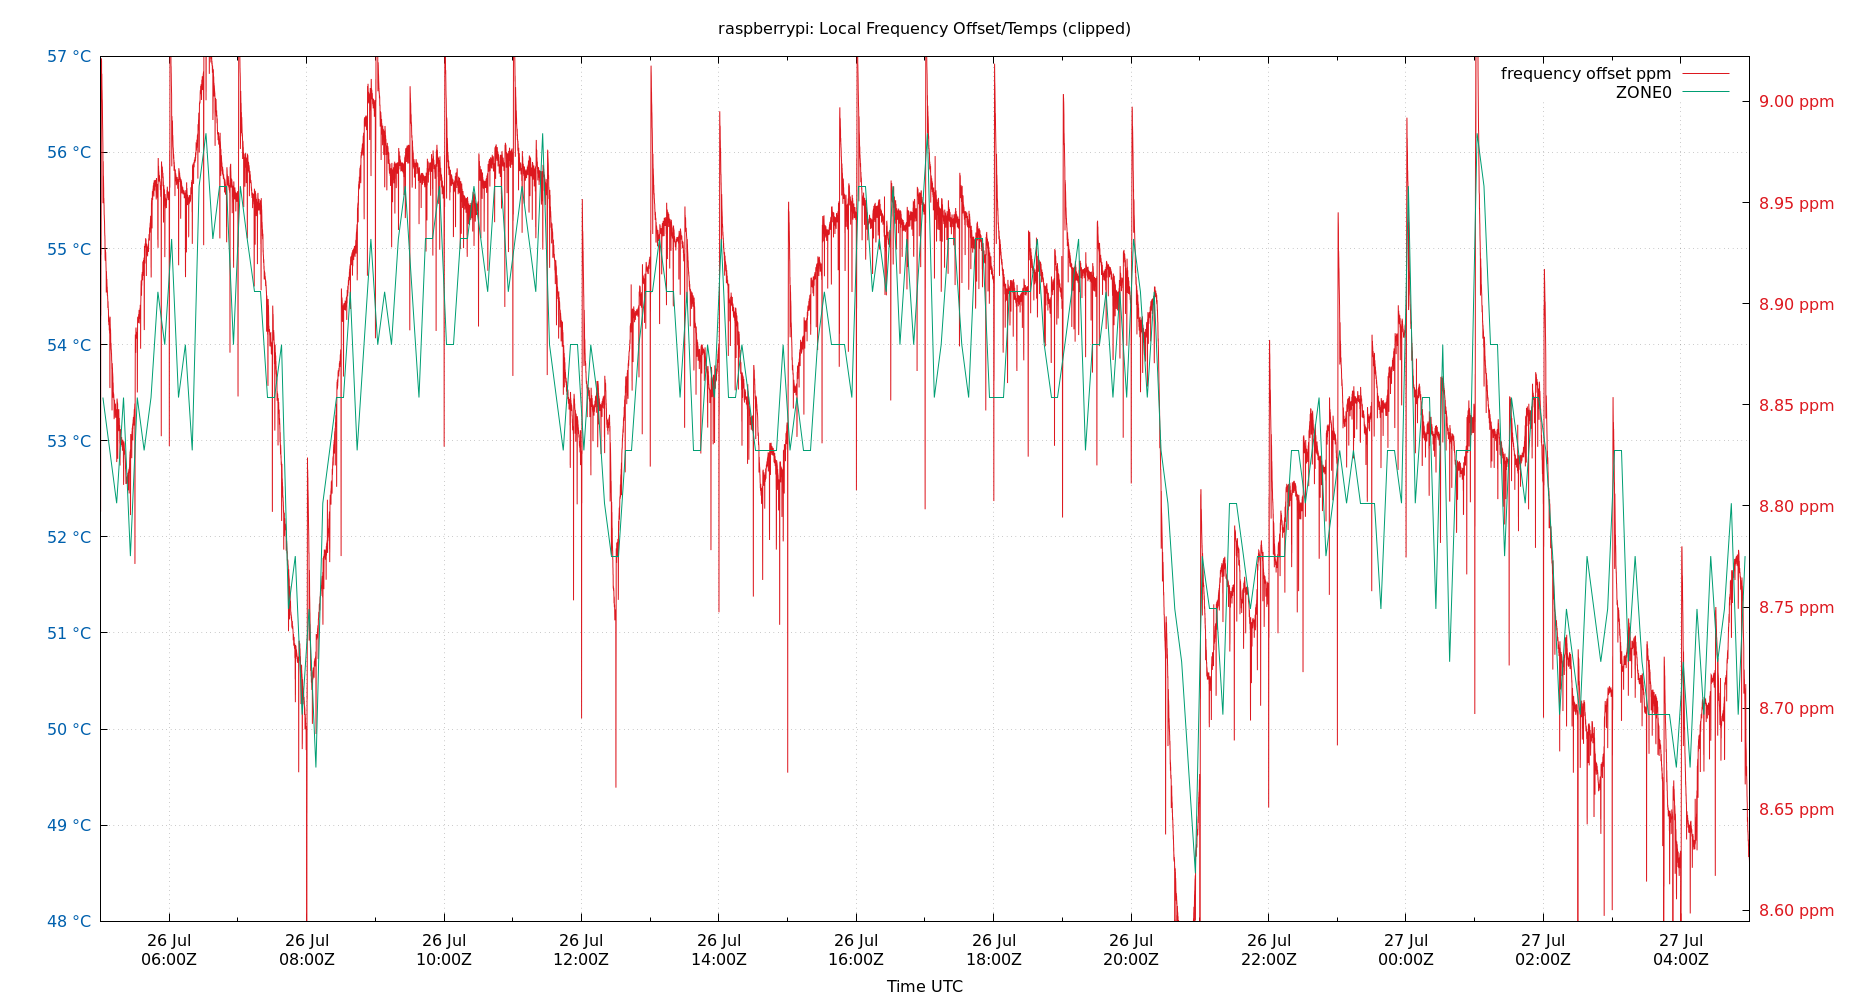 raspberrypi: Local Frequency Offset/Temps (clipped)
frequency offset ppm
ZONE0
57 °C
56 °C
55 °C
54 °C
53 °C
52 °C
51 °C
50 °C
49 °C
48 °C
9.00 ppm
8.95 ppm
8.90 ppm
8.85 ppm
8.80 ppm
8.75 ppm
8.70 ppm
8.65 ppm
8.60 ppm
26 Jul
06:00Z
26 Jul
08:00Z
26 Jul
10:00Z
26 Jul
12:00Z
26 Jul
14:00Z
26 Jul
16:00Z
26 Jul
18:00Z
26 Jul
20:00Z
26 Jul
22:00Z
27 Jul
00:00Z
27 Jul
02:00Z
27 Jul
04:00Z
Time UTC